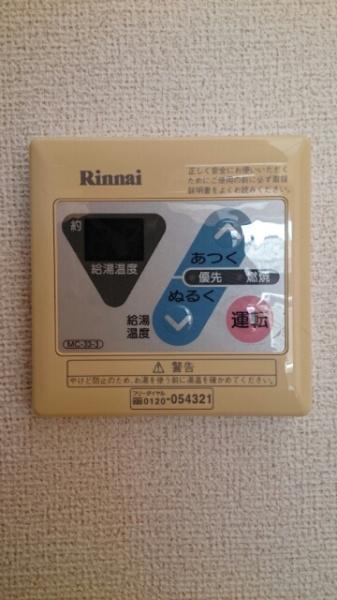 Rinnai
正しく安全にお使いいただく
ためにご使用の前に必ず取扱
説明書をよくお読みください。
約
給湯温度
あつく
優先 燃焼
ぬるく
給湯
温度
運転
MC-33-3
⚠警告
やけど防止のため、お湯を使う前に湯温を確かめてください。
フリーダイヤル
0120-054321